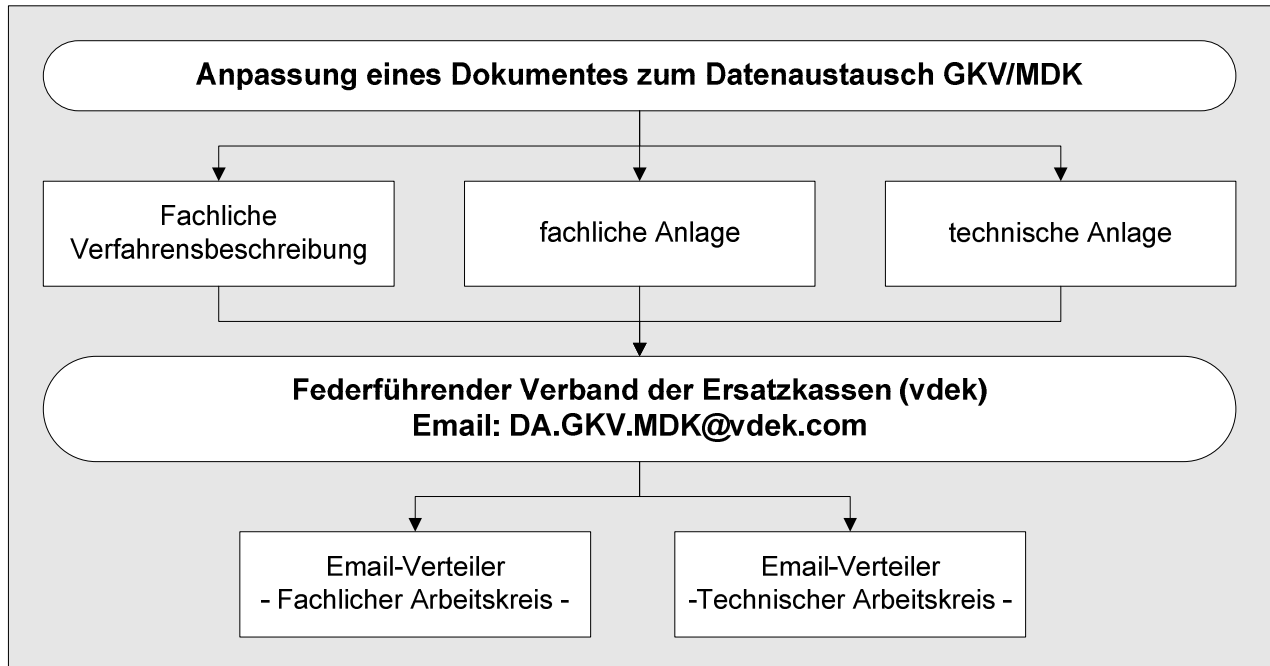 Anpassung eines Dokumentes zum Datenaustausch GKV/MDK
Fachliche
Verfahrensbeschreibung
fachliche Anlage
technische Anlage
Federführender Verband der Ersatzkassen (vdek)
Email: DA.GKV.MDK@vdek.com
Email-Verteiler
- Fachlicher Arbeitskreis -
Email-Verteiler
-Technischer Arbeitskreis -